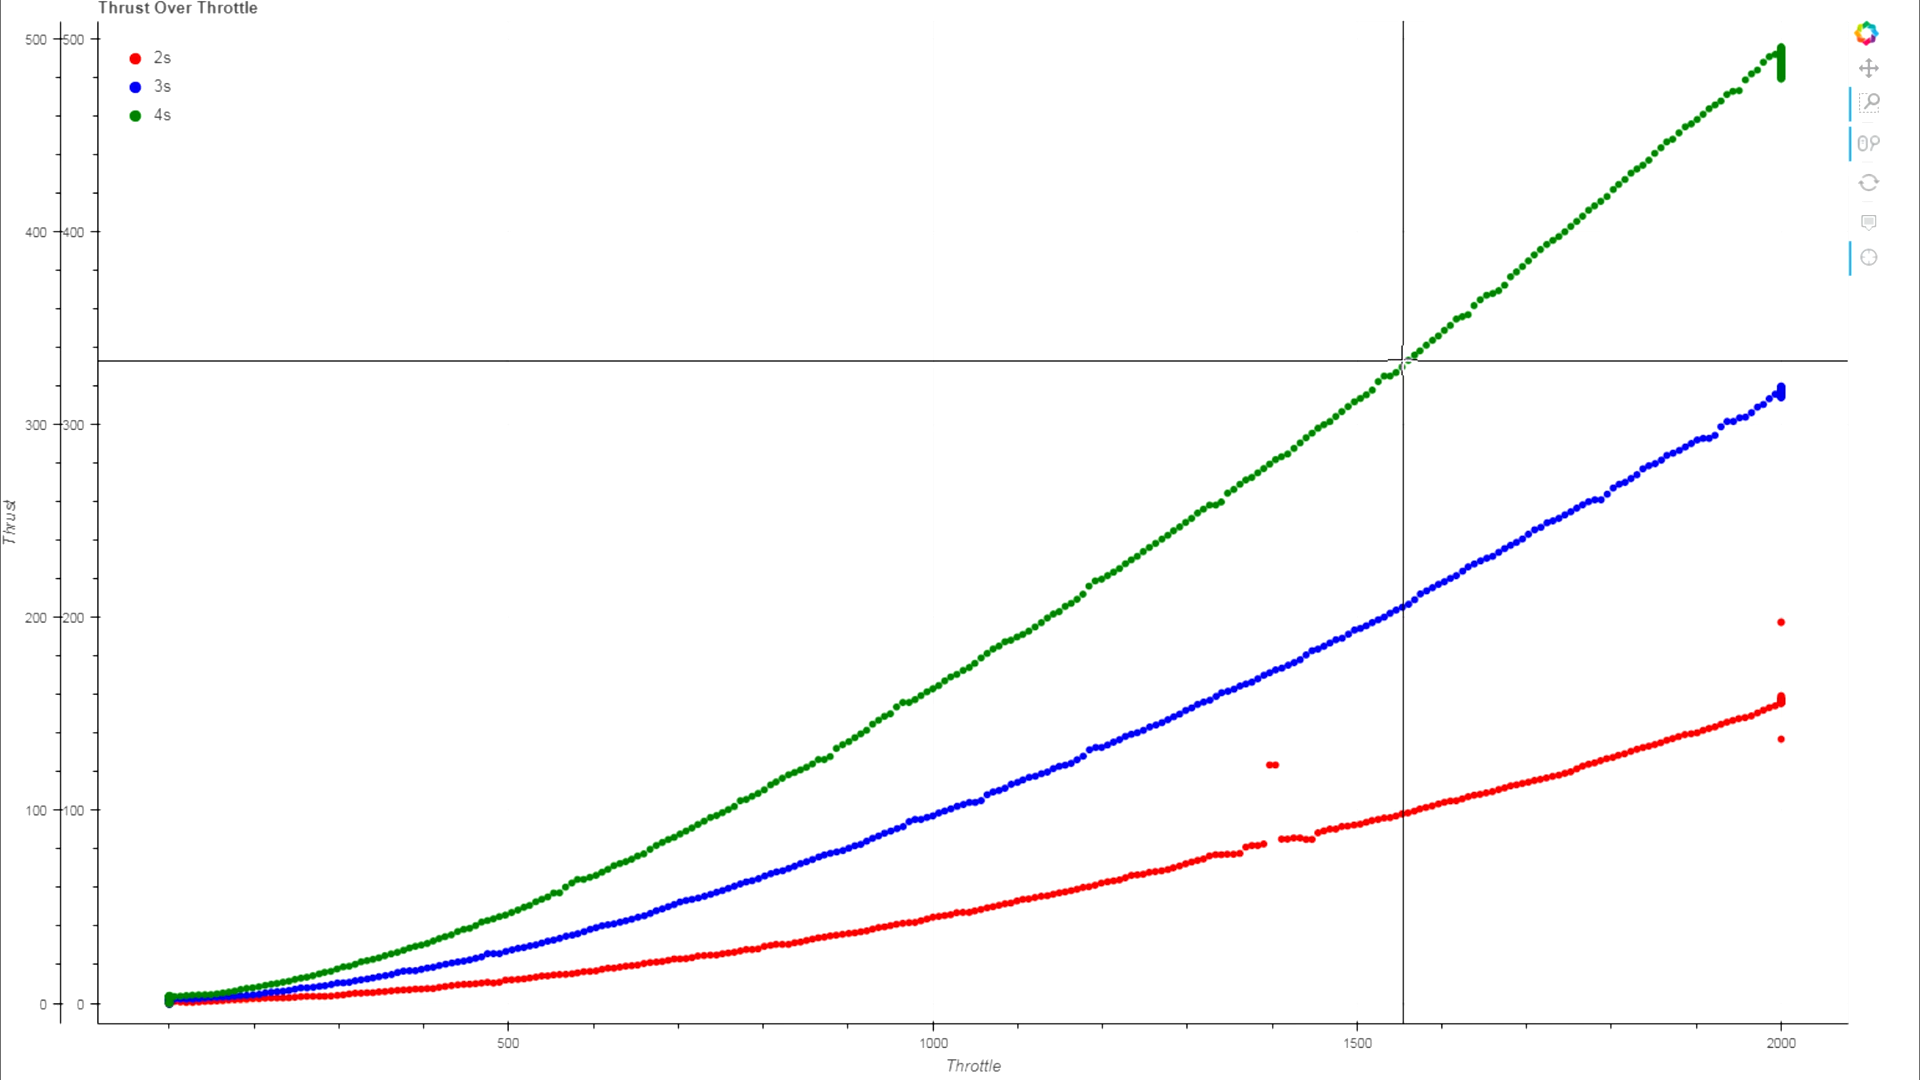 Thrust Over Throttle
2s
3s
4s
500 500
400 400
300 300
200 200
100 100
0 0
Thrust
500 1000 1500 2000
Throttle